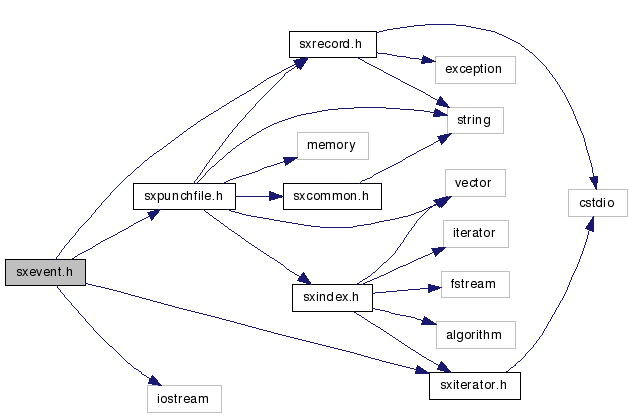 sxrecord.h
exception
string
memory
vector
sxpunchfile.h
sxcommon.h
cstdio
iterator
sxevent.h
fstream
sxindex.h
algorithm
sxiterator.h
iostream